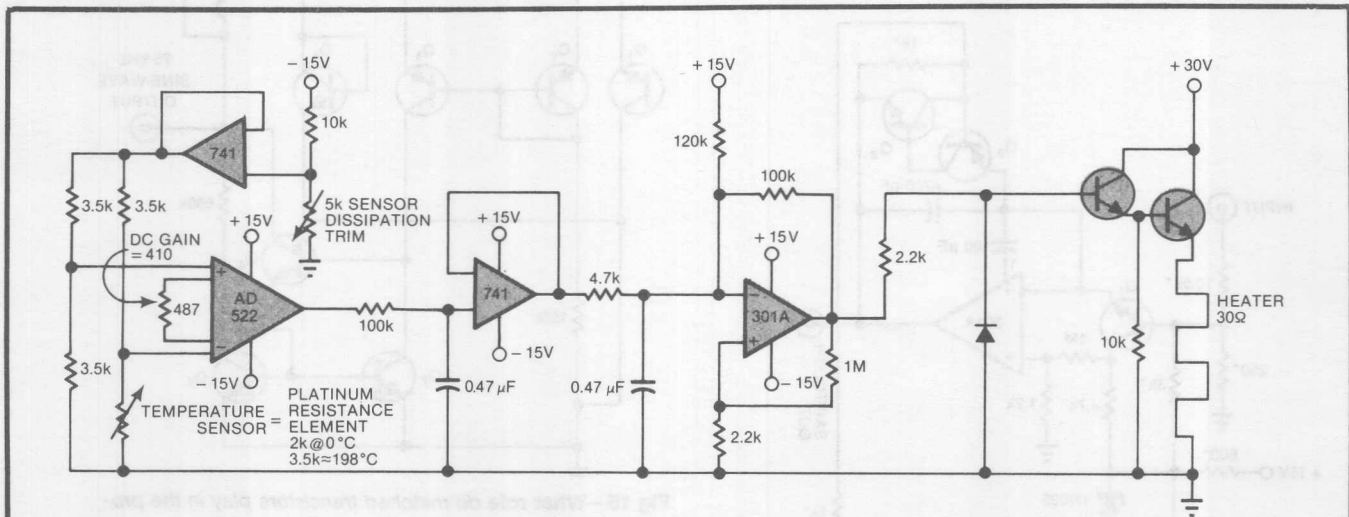 − 15V
10k
741
5k SENSOR
DISSIPATION
TRIM
3.5k
3.5k
DC GAIN
= 410
+ 15V
487
AD
522
+
−
− 15V
3.5k
TEMPERATURE
SENSOR
=
PLATINUM
RESISTANCE
ELEMENT
2k @ 0 °C
3.5k ≈ 198°C
100k
0.47 µF
+ 15V
741
− 15V
4.7k
0.47 µF
+ 15V
120k
100k
+ 15V
−
301A
+
− 15V
1M
2.2k
2.2k
+ 30V
10k
HEATER
30Ω